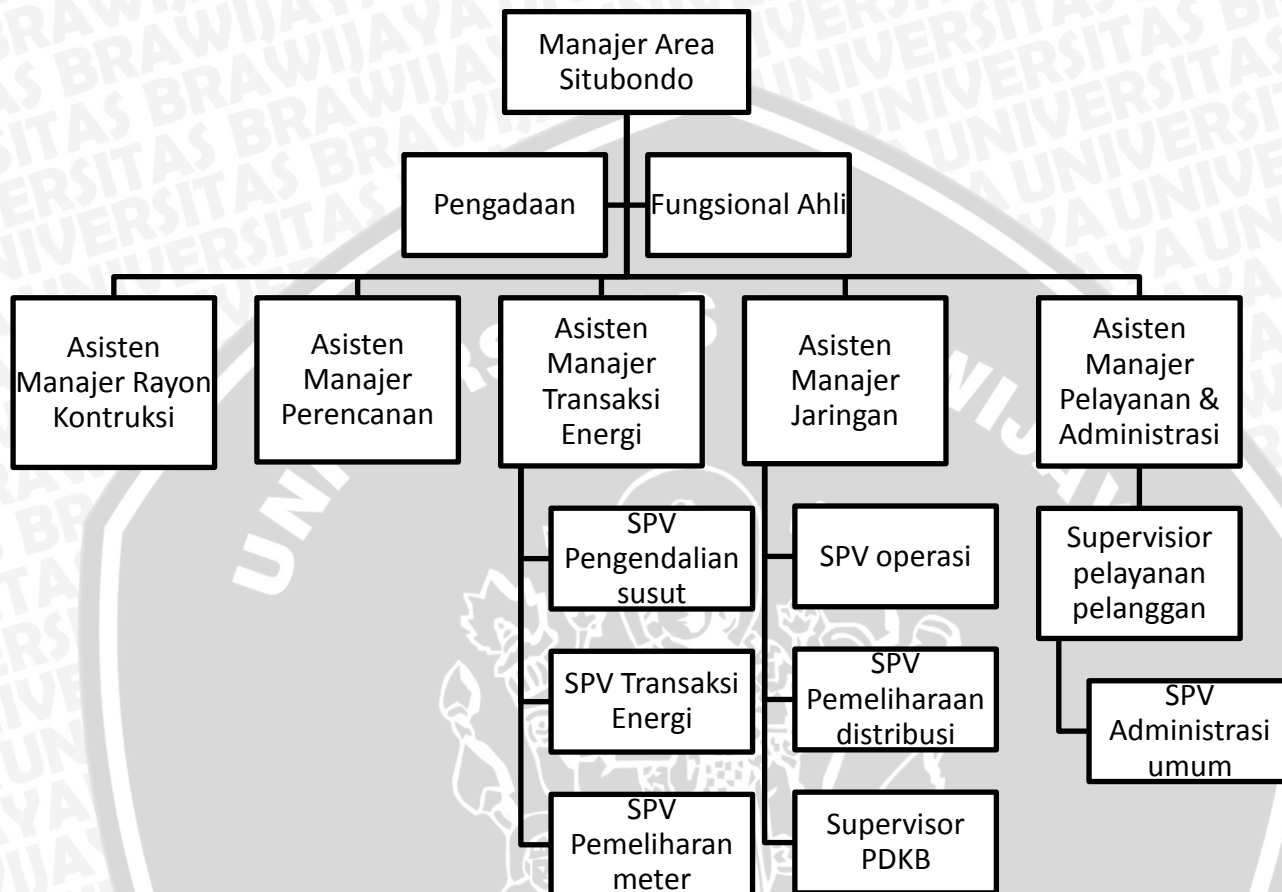 Manajer Area
Situbondo
Pengadaan
Fungsional Ahli
Asisten
Manajer Rayon
Kontruksi
Asisten
Manajer
Perencanan
Asisten
Manajer
Transaksi
Energi
Asisten
Manajer
Jaringan
Asisten
Manajer
Pelayanan &
Administrasi
SPV
Pengendalian
susut
SPV Transaksi
Energi
SPV
Pemeliharan
meter
SPV operasi
SPV
Pemeliharaan
distribusi
Supervisor
PDKB
Supervisior
pelayanan
pelanggan
SPV
Administrasi
umum